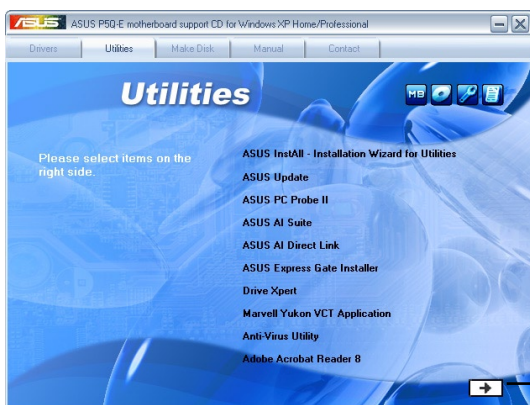 ASUS ASUS P5Q-E motherboard support CD for Windows XP Home/Professional
Drivers Utilities Make Disk Manual Contact
Utilities
MB
Please select items on the
right side.
ASUS InstAll - Installation Wizard for Utilities
ASUS Update
ASUS PC Probe II
ASUS AI Suite
ASUS AI Direct Link
ASUS Express Gate Installer
Drive Xpert
Marvell Yukon VCT Application
Anti-Virus Utility
Adobe Acrobat Reader 8